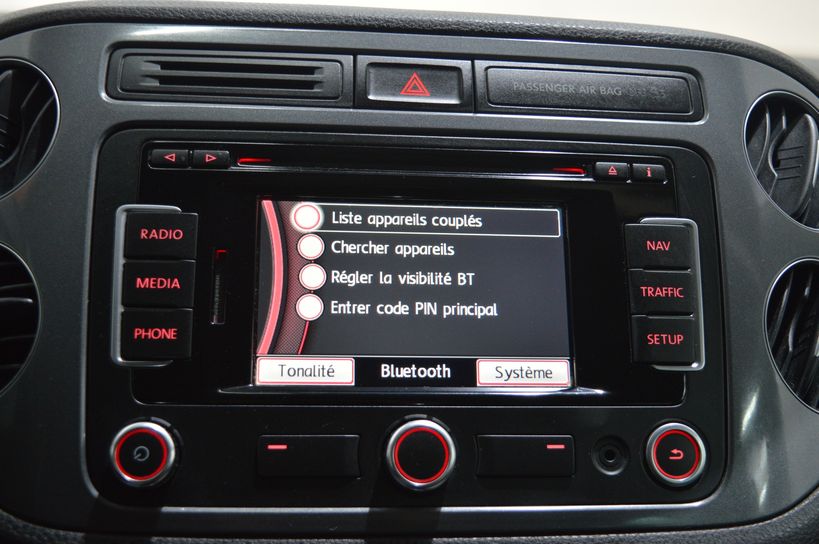 PASSENGER AIR BAG
i
RADIO
MEDIA
PHONE
Liste appareils couplés
Chercher appareils
Régler la visibilité BT
Entrer code PIN principal
Tonalité
Bluetooth
Système
NAV
TRAFFIC
SETUP